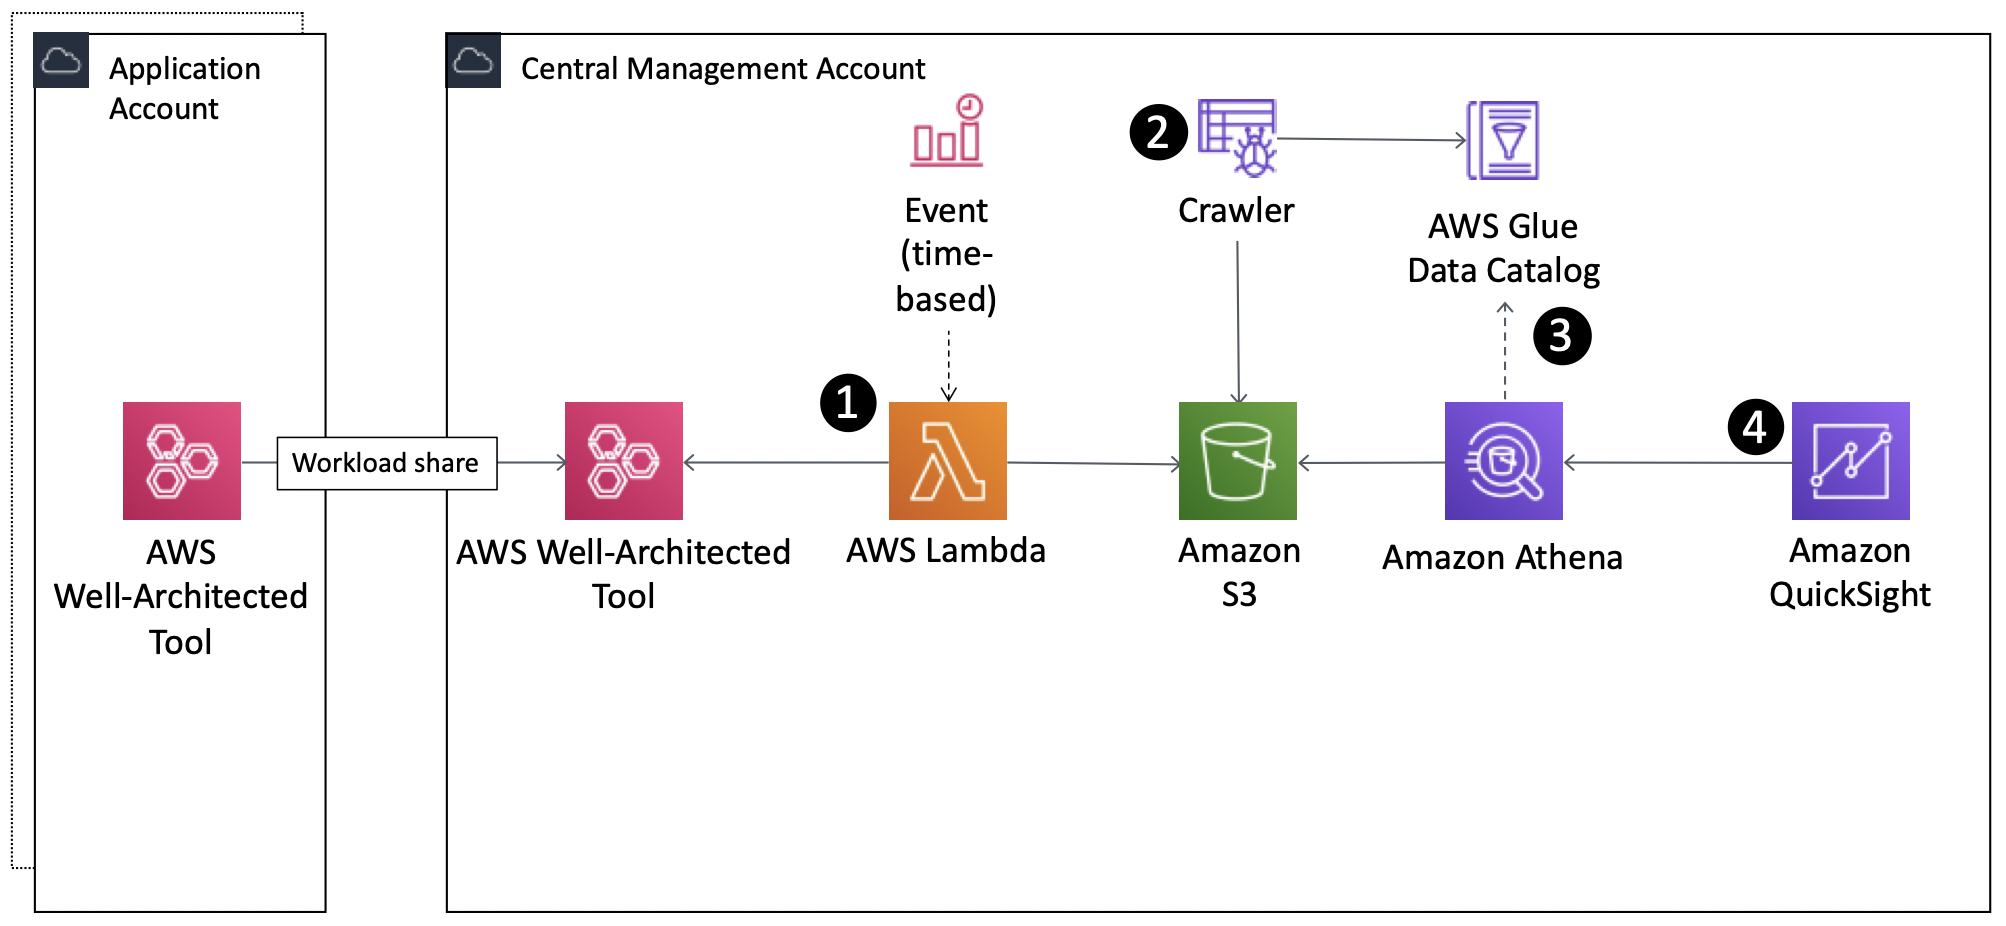 Application
Account
Central Management Account
Event
(time-
based)
2
Crawler
AWS Glue
Data Catalog
3
1
4
Workload share
AWS
Well-Architected
Tool
AWS Well-Architected
Tool
AWS Lambda
Amazon
S3
Amazon Athena
Amazon
QuickSight